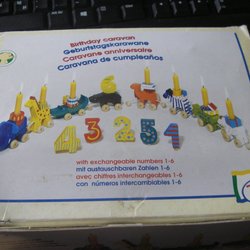 Birthday caravan
Geburtstagskarawane
Caravane anniversaire
Caravana de cumpleaños
4 3 2 5 1
with exchangeable numbers 1-6
mit austauschbaren Zahlen 1-6
avec chiffres interchangeables 1-6
con números intercambiables 1-6